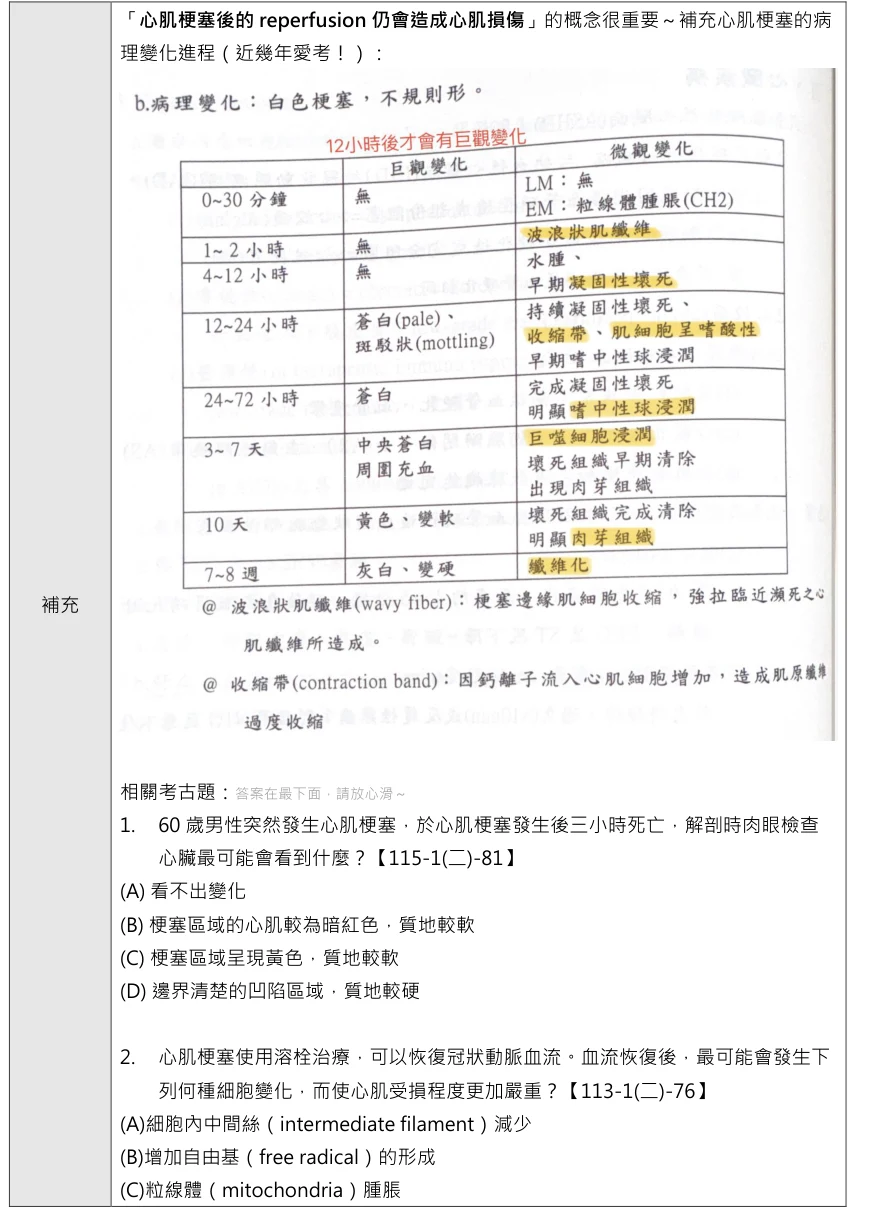 「心肌梗塞後的 reperfusion 仍會造成心肌損傷」的概念很重要～補充心肌梗塞的病
理變化進程（近幾年愛考！）：
b.病理變化：白色梗塞，不規則形。
12小時後才會有巨觀變化
巨觀變化 微觀變化
0~30 分鐘 無 LM：無
EM：粒線體腫脹(CH2)
波浪狀肌纖維
1~ 2 小時 無
4~12 小時 無 水腫、
早期凝固性壞死
12~24 小時 蒼白(pale)、 持續凝固性壞死、
斑駁狀(mottling) 收縮帶、肌細胞呈嗜酸性
早期嗜中性球浸潤
24~72 小時 蒼白 完成凝固性壞死
明顯嗜中性球浸潤
3~ 7 天 中央蒼白 巨噬細胞浸潤
周圍充血 壞死組織早期清除
出現肉芽組織
10 天 黃色、變軟 壞死組織完成清除
明顯肉芽組織
7~8 週 灰白、變硬 纖維化
@ 波浪狀肌纖維(wavy fiber)：梗塞邊緣肌細胞收縮，強拉臨近瀕死之心
肌纖維所造成。
@ 收縮帶(contraction band)：因鈣離子流入心肌細胞增加，造成肌原纖維
過度收縮
補充
相關考古題：答案在最下面，請放心滑～
1. 60 歲男性突然發生心肌梗塞，於心肌梗塞發生後三小時死亡，解剖時肉眼檢查
心臟最可能會看到什麼？【115-1(二)-81】
(A) 看不出變化
(B) 梗塞區域的心肌較為暗紅色，質地較軟
(C) 梗塞區域呈現黃色，質地較軟
(D) 邊界清楚的凹陷區域，質地較硬
2. 心肌梗塞使用溶栓治療，可以恢復冠狀動脈血流。血流恢復後，最可能會發生下
列何種細胞變化，而使心肌受損程度更加嚴重？【113-1(二)-76】
(A)細胞內中間絲（intermediate filament）減少
(B)增加自由基（free radical）的形成
(C)粒線體（mitochondria）腫脹